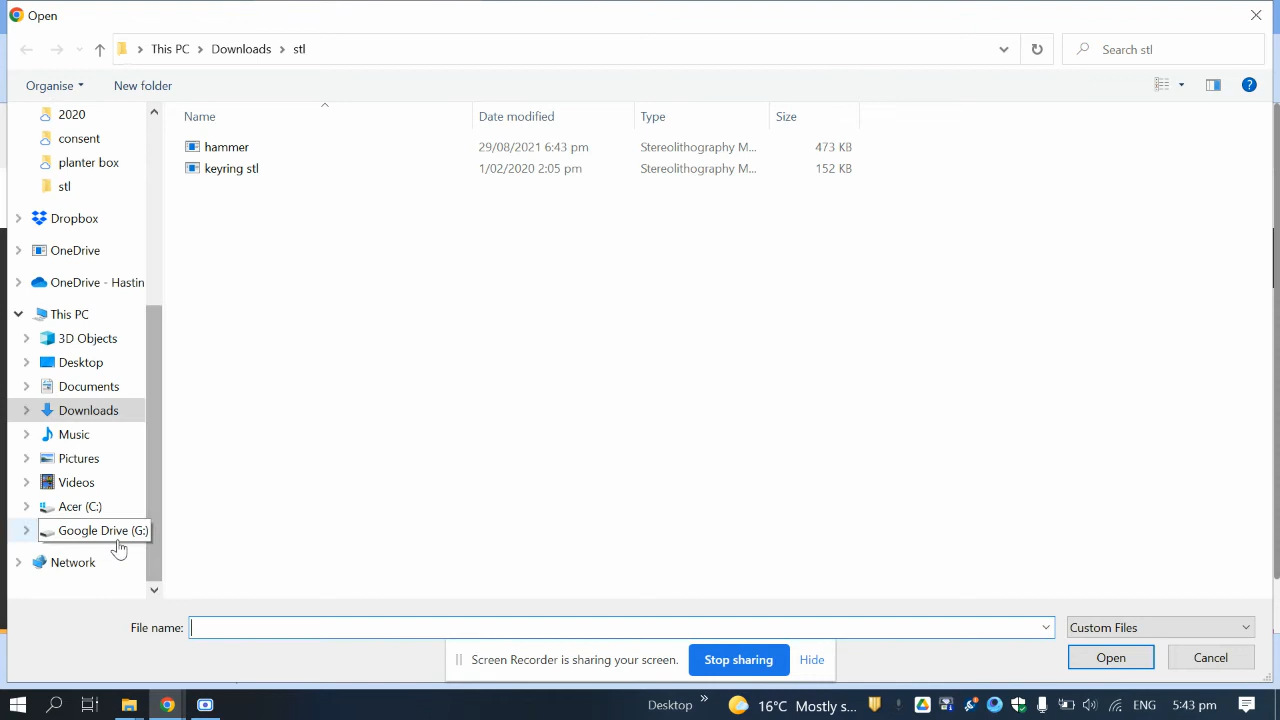 Open
This PC > Downloads > stl
Search stl
Organise
New folder
Name
Date modified
Type
Size
hammer 29/08/2021 6:43 pm Stereolithography M... 473 KB
keyring stl 1/02/2020 2:05 pm Stereolithography M... 152 KB
2020
consent
planter box
stl
Dropbox
OneDrive
OneDrive - Hastin
This PC
3D Objects
Desktop
Documents
Downloads
Music
Pictures
Videos
Acer (C:)
Google Drive (G:)
Network
File name:
Custom Files
Open
Cancel
Screen Recorder is sharing your screen.
Stop sharing
Hide
Desktop
16°C Mostly s...
ENG
5:43 pm